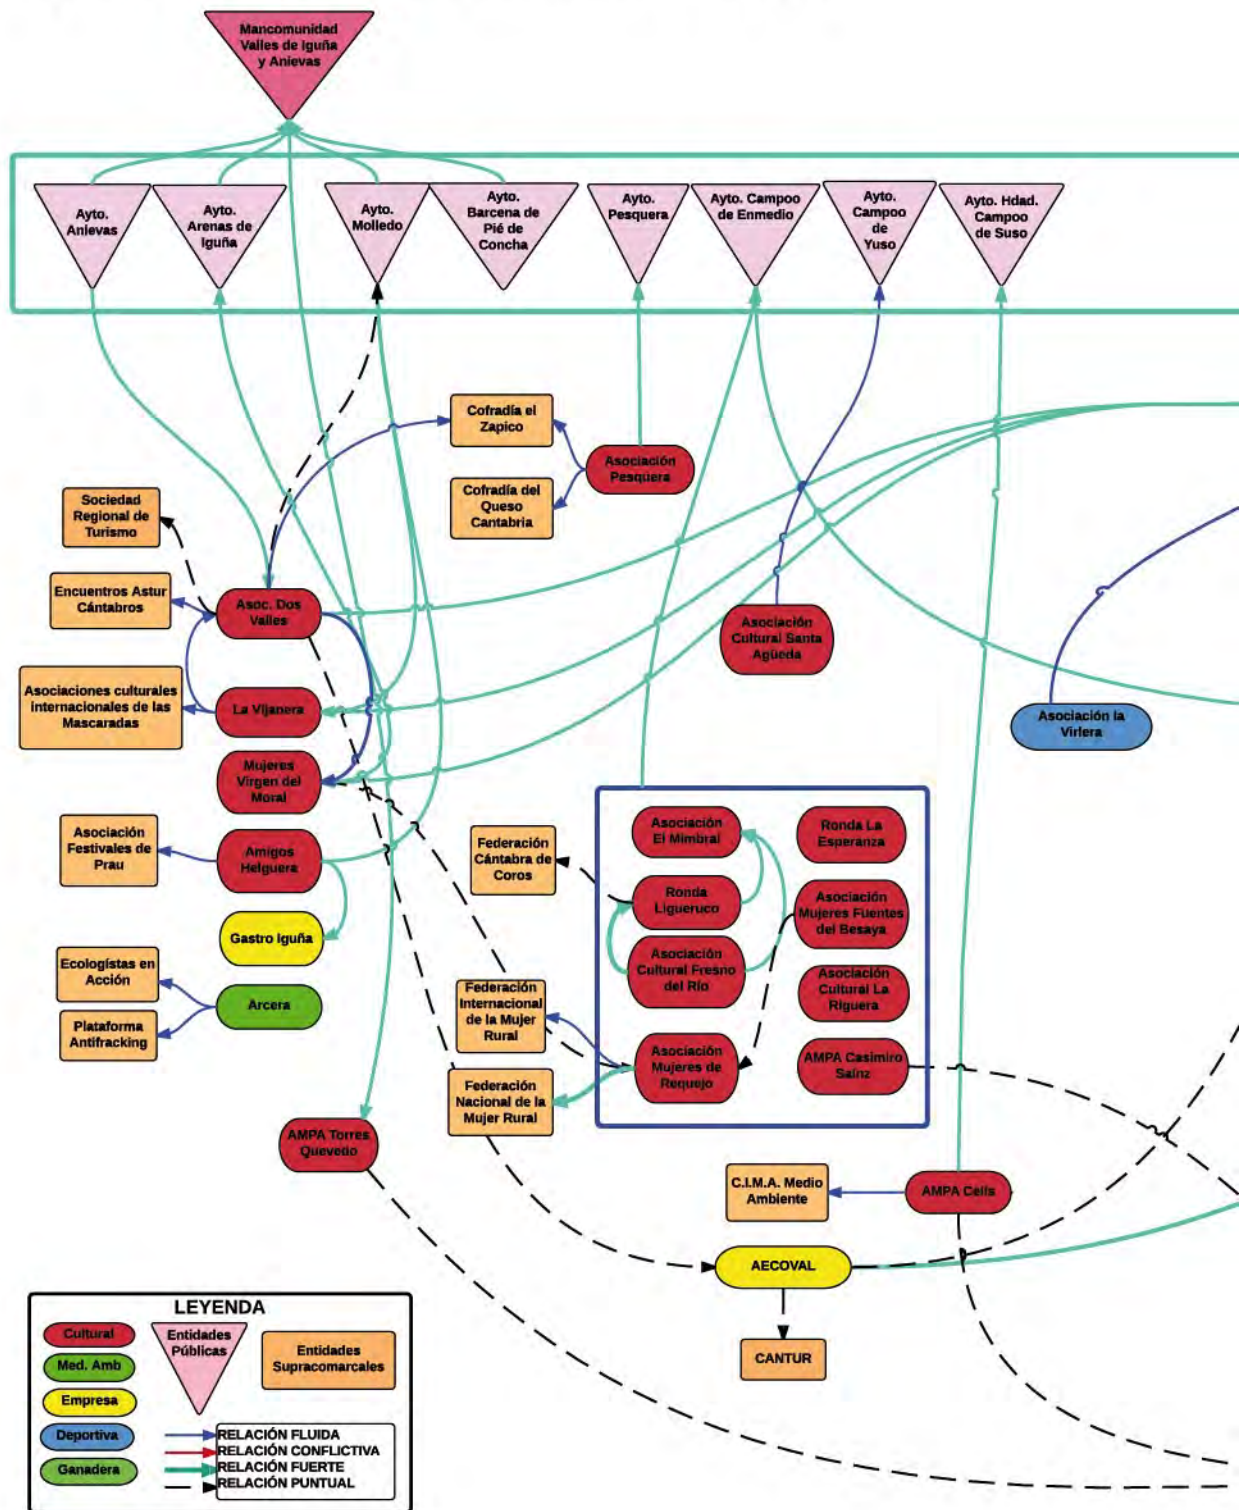 Mancomunidad
Valles de Iguña
y Anievas
Ayto.
Anievas
Ayto.
Arenas de
Iguña
Ayto.
Molledo
Ayto.
Barcena de
Pié de
Concha
Ayto.
Pesquera
Ayto. Campoo
de Enmedio
Ayto.
Campoo
de
Yuso
Ayto. Hdad.
Campoo
de Suso
Cofradía el
Zapico
Asociación
Pesquera
Cofradía del
Queso
Cantabria
Sociedad
Regional de
Turismo
Encuentros Astur
Cántabros
Asoc. Dos
Valles
Asociación
Cultural Santa
Agüeda
Asociaciones culturales
internacionales de las
Mascaradas
La Vijanera
Asociación la
Virlera
Mujeres
Virgen del
Moral
Asociación
Festivales de
Prau
Amigos
Helguera
Federación
Cántabra de
Coros
Asociación
El Mimbral
Ronda La
Esperanza
Ronda
Ligueruco
Asociación
Mujeres Fuentes
del Besaya
Gastro Iguña
Asociación
Cultural Fresno
del Río
Asociación
Cultural La
Riguera
Ecologístas en
Acción
Arcera
Plataforma
Antifracking
Federación
Internacional
de la Mujer
Rural
Asociación
Mujeres de
Requejo
AMPA Casimiro
Saínz
Federación
Nacional de la
Mujer Rural
AMPA Torres
Quevedo
C.I.M.A. Medio
Ambiente
AMPA Cells
AECOVAL
CANTUR
LEYENDA
Cultural
Med. Amb
Empresa
Deportiva
Ganadera
Entidades
Públicas
Entidades
Supracomarcales
RELACIÓN FLUIDA
RELACIÓN CONFLICTIVA
RELACIÓN FUERTE
RELACIÓN PUNTUAL